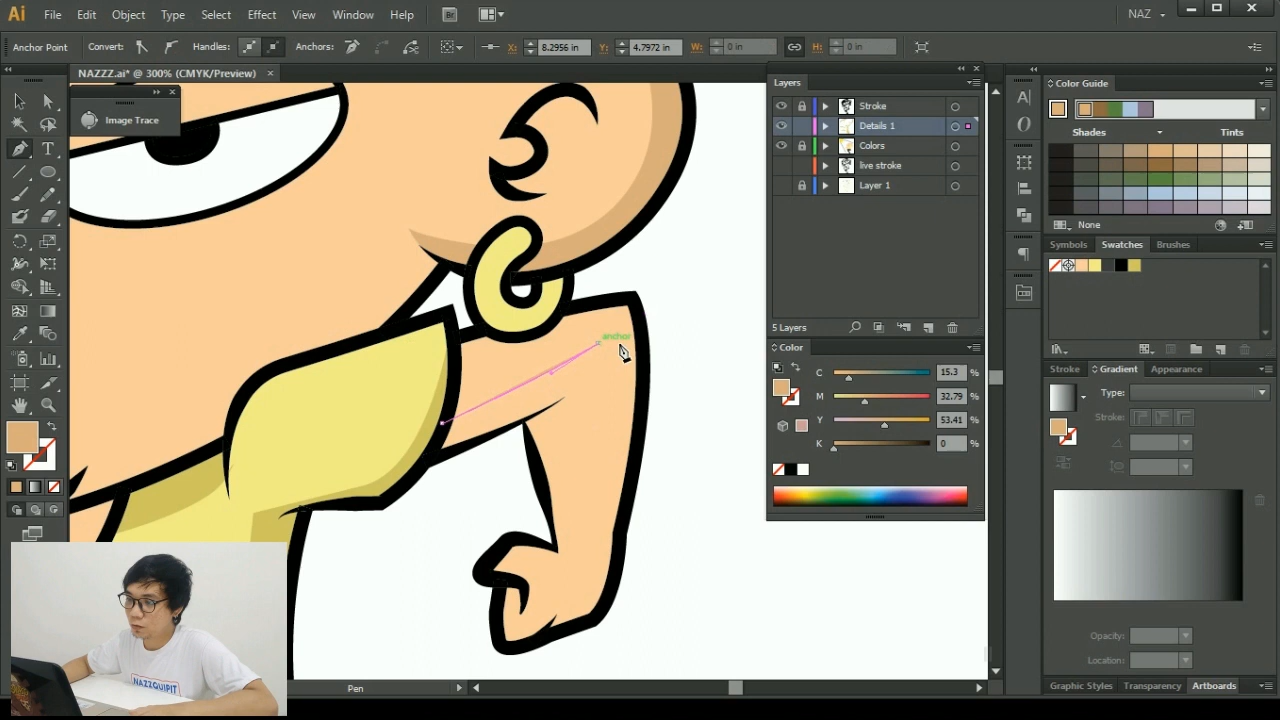 Ai File Edit Object Type Select Effect View Window Help Br NAZ
Anchor Point Convert: Handles: Anchors: X: 8.2956 in Y: 4.7972 in W: 0 in H: 0 in
NAZZZ.ai* @ 300% (CMYK/Preview)
Image Trace
Layers
Stroke
Details 1
Colors
live stroke
Layer 1
5 Layers
Color
C 15.3 %
M 32.79 %
Y 53.41 %
K 0 %
Color Guide
Shades Tints
None
Symbols Swatches Brushes
Stroke Gradient Appearance
Type:
Stroke:
Opacity:
Location:
Graphic Styles Transparency Artboards
anchor
Pen
NAZZQUIPIT